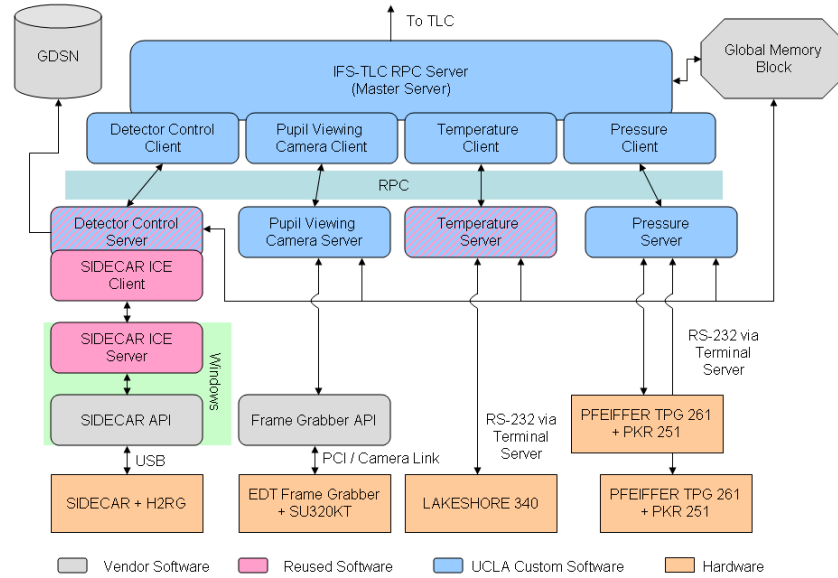 To TLC
GDSN
IFS-TLC RPC Server
(Master Server)
Global Memory
Block
Detector Control
Client
Pupil Viewing
Camera Client
Temperature
Client
Pressure
Client
RPC
Detector Control
Server
Pupil Viewing
Camera Server
Temperature
Server
Pressure
Server
SIDECAR ICE
Client
SIDECAR ICE
Server
Windows
RS-232 via
Terminal
Server
SIDECAR API
Frame Grabber API
RS-232 via
Terminal
Server
PFEIFFER TPG 261
+ PKR 251
USB
PCI / Camera Link
SIDECAR + H2RG
EDT Frame Grabber
+ SU320KT
LAKESHORE 340
PFEIFFER TPG 261
+ PKR 251
Vendor Software
Reused Software
UCLA Custom Software
Hardware